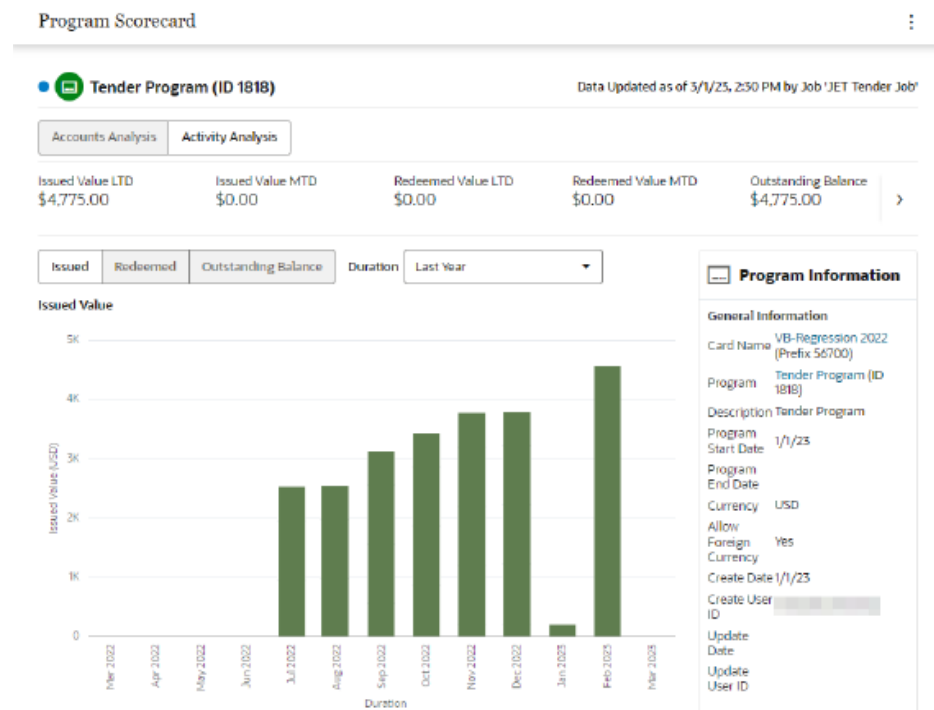 Program Scorecard
Tender Program (ID 1818)
Data Updated as of 3/1/23, 2:30 PM by Job 'JET Tender Job'
Accounts Analysis
Activity Analysis
Issued Value LTD
$4,775.00
Issued Value MTD
$0.00
Redeemed Value LTD
$0.00
Redeemed Value MTD
$0.00
Outstanding Balance
$4,775.00
Issued
Redeemed
Outstanding Balance
Duration
Last Year
Issued Value
5K
4K
3K
2K
1K
0
Issued Value (USD)
Mar 2022
Apr 2022
May 2022
Jun 2022
Jul 2022
Aug 2022
Sep 2022
Oct 2022
Nov 2022
Dec 2022
Jan 2023
Feb 2023
Mar 2023
Duration
Program Information
General Information
Card Name
VB-Regression 2022
(Prefix 56700)
Program
Tender Program (ID
1818)
Description Tender Program
Program
Start Date
1/1/23
Program
End Date
Currency USD
Allow
Foreign
Currency
Yes
Create Date 1/1/23
Create User
ID
Update
Date
Update
User ID